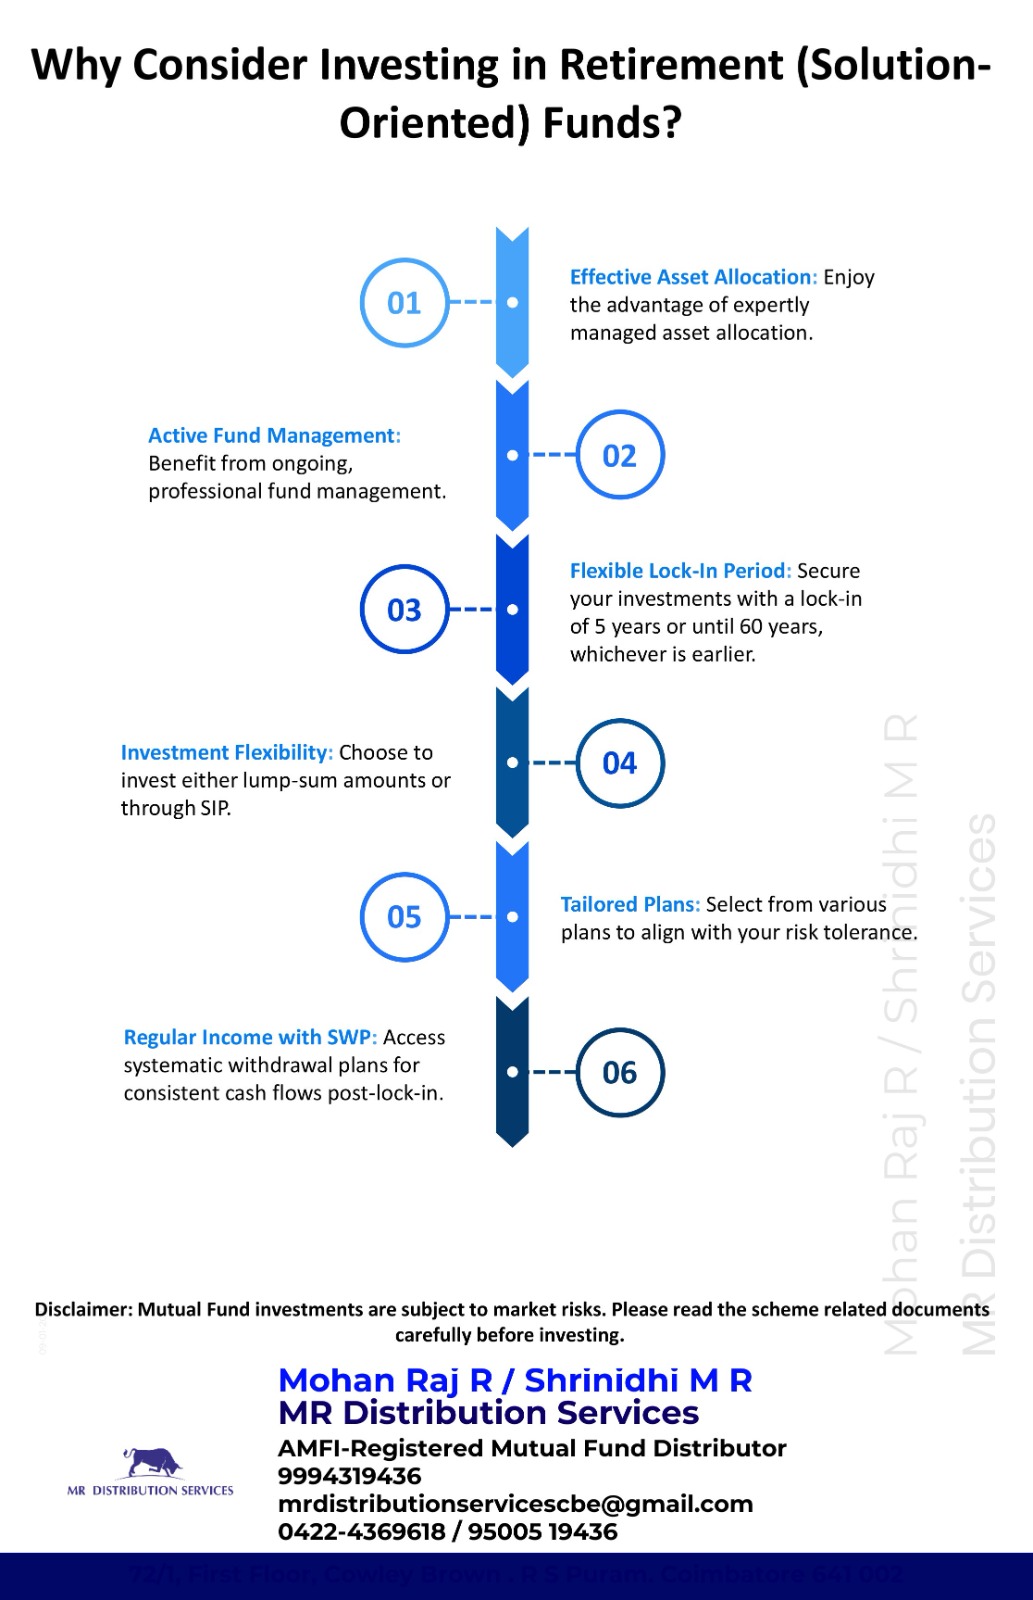 Why Consider Investing in Retirement (Solution-
Oriented) Funds?
01
Effective Asset Allocation: Enjoy
the advantage of expertly
managed asset allocation.
Active Fund Management:
Benefit from ongoing,
professional fund management.
02
03
Flexible Lock-In Period: Secure
your investments with a lock-in
of 5 years or until 60 years,
whichever is earlier.
Investment Flexibility: Choose to
invest either lump-sum amounts or
through SIP.
04
05
Tailored Plans: Select from various
plans to align with your risk tolerance.
Regular Income with SWP: Access
systematic withdrawal plans for
consistent cash flows post-lock-in.
06
Mohan Raj R / Shrinidhi M R
MR Distribution Services
Disclaimer: Mutual Fund investments are subject to market risks. Please read the scheme related documents
carefully before investing.
Mohan Raj R / Shrinidhi M R
MR Distribution Services
AMFI-Registered Mutual Fund Distributor
9994319436
mrdistributionservicescbe@gmail.com
0422-4369618 / 95005 19436
MR DISTRIBUTION SERVICES
72/1, First Floor, Cowley Brown , R S Puram, Coimbatore 641 002